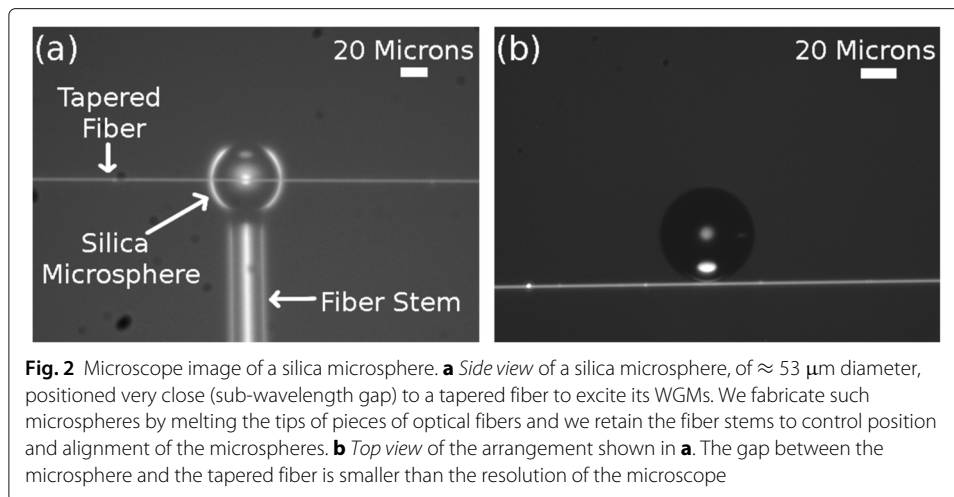 (a)
20 Microns
Tapered
Fiber
Silica
Microsphere
Fiber Stem
(b)
20 Microns
Fig. 2 Microscope image of a silica microsphere. a Side view of a silica microsphere, of ≈ 53 μm diameter,
positioned very close (sub-wavelength gap) to a tapered fiber to excite its WGMs. We fabricate such
microspheres by melting the tips of pieces of optical fibers and we retain the fiber stems to control position
and alignment of the microspheres. b Top view of the arrangement shown in a. The gap between the
microsphere and the tapered fiber is smaller than the resolution of the microscope